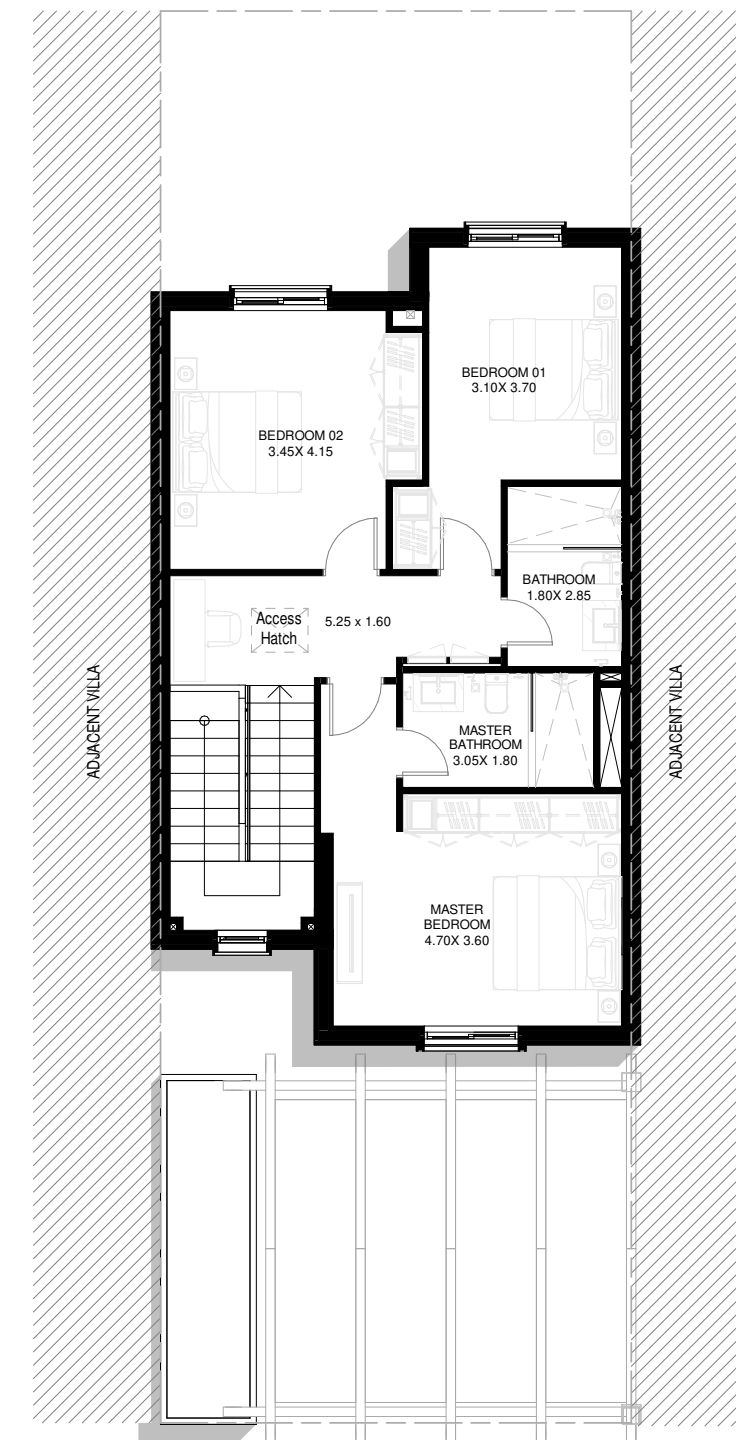 BEDROOM 01
3.10X 3.70
BEDROOM 02
3.45X 4.15
BATHROOM
1.80X 2.85
Access
Hatch
5.25 x 1.60
ADJACENT VILLA
ADJACENT VILLA
MASTER
BATHROOM
3.05X 1.80
MASTER
BEDROOM
4.70X 3.60